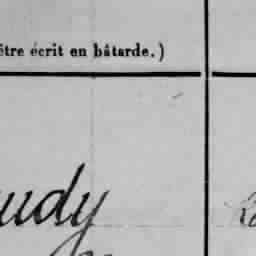 être écrit en bâtarde.)
udy